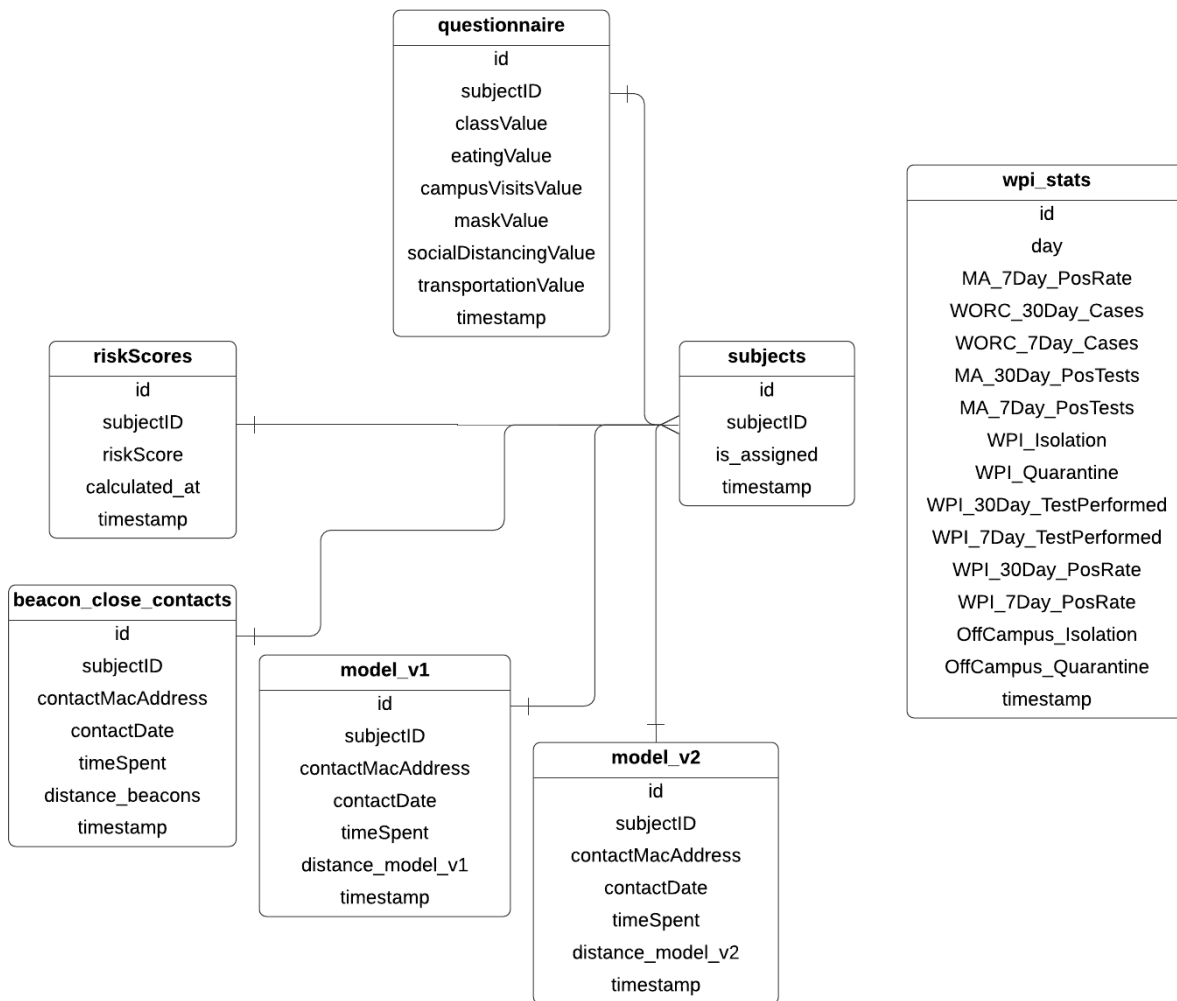 questionnaire
id
subjectID
classValue
eatingValue
campusVisitsValue
maskValue
socialDistancingValue
transportationValue
timestamp
wpi_stats
id
day
MA_7Day_PosRate
WORC_30Day_Cases
WORC_7Day_Cases
MA_30Day_PosTests
MA_7Day_PosTests
WPI_Isolation
WPI_Quarantine
WPI_30Day_TestPerformed
WPI_7Day_TestPerformed
WPI_30Day_PosRate
WPI_7Day_PosRate
OffCampus_Isolation
OffCampus_Quarantine
timestamp
riskScores
id
subjectID
riskScore
calculated_at
timestamp
subjects
id
subjectID
is_assigned
timestamp
beacon_close_contacts
id
subjectID
contactMacAddress
contactDate
timeSpent
distance_beacons
timestamp
model_v1
id
subjectID
contactMacAddress
contactDate
timeSpent
distance_model_v1
timestamp
model_v2
id
subjectID
contactMacAddress
contactDate
timeSpent
distance_model_v2
timestamp